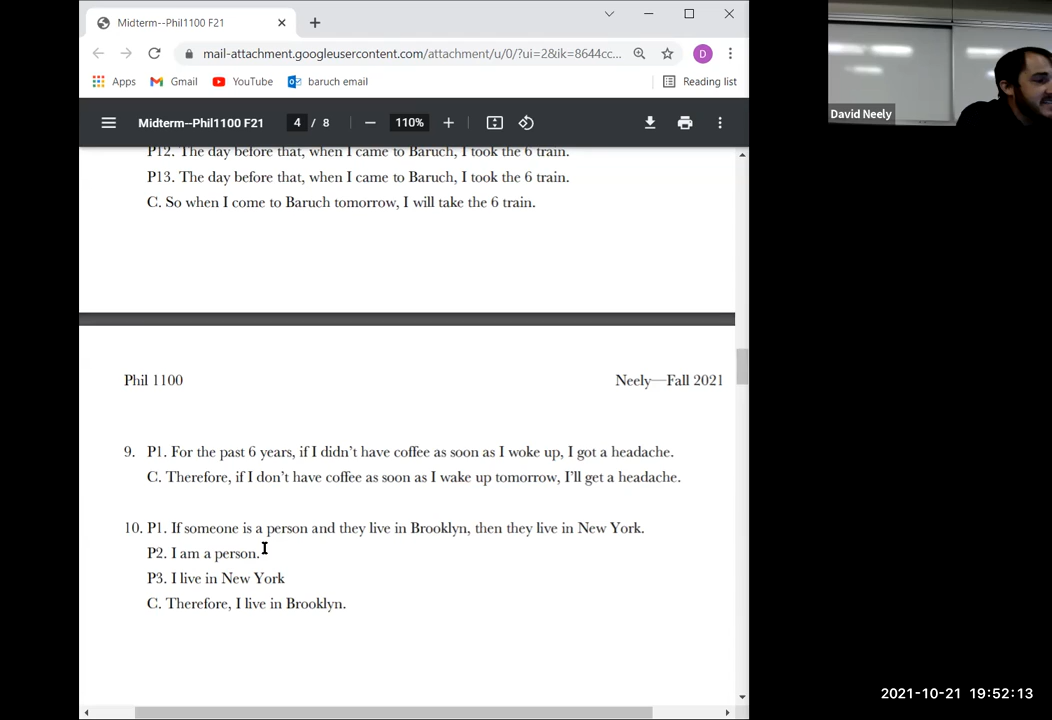 Midterm--Phil1100 F21
mail-attachment.googleusercontent.com/attachment/u/0/?ui=2&ik=8644cc...
D
Apps
Gmail
YouTube
baruch email
Reading list
Midterm--Phil1100 F21
4 / 8
110%
P12. The day before that, when I came to Baruch, I took the 6 train.
P13. The day before that, when I came to Baruch, I took the 6 train.
C. So when I come to Baruch tomorrow, I will take the 6 train.
Phil 1100
Neely—Fall 2021
9. P1. For the past 6 years, if I didn't have coffee as soon as I woke up, I got a headache.
C. Therefore, if I don't have coffee as soon as I wake up tomorrow, I'll get a headache.
10. P1. If someone is a person and they live in Brooklyn, then they live in New York.
P2. I am a person.
P3. I live in New York
C. Therefore, I live in Brooklyn.
David Neely
2021-10-21 19:52:13